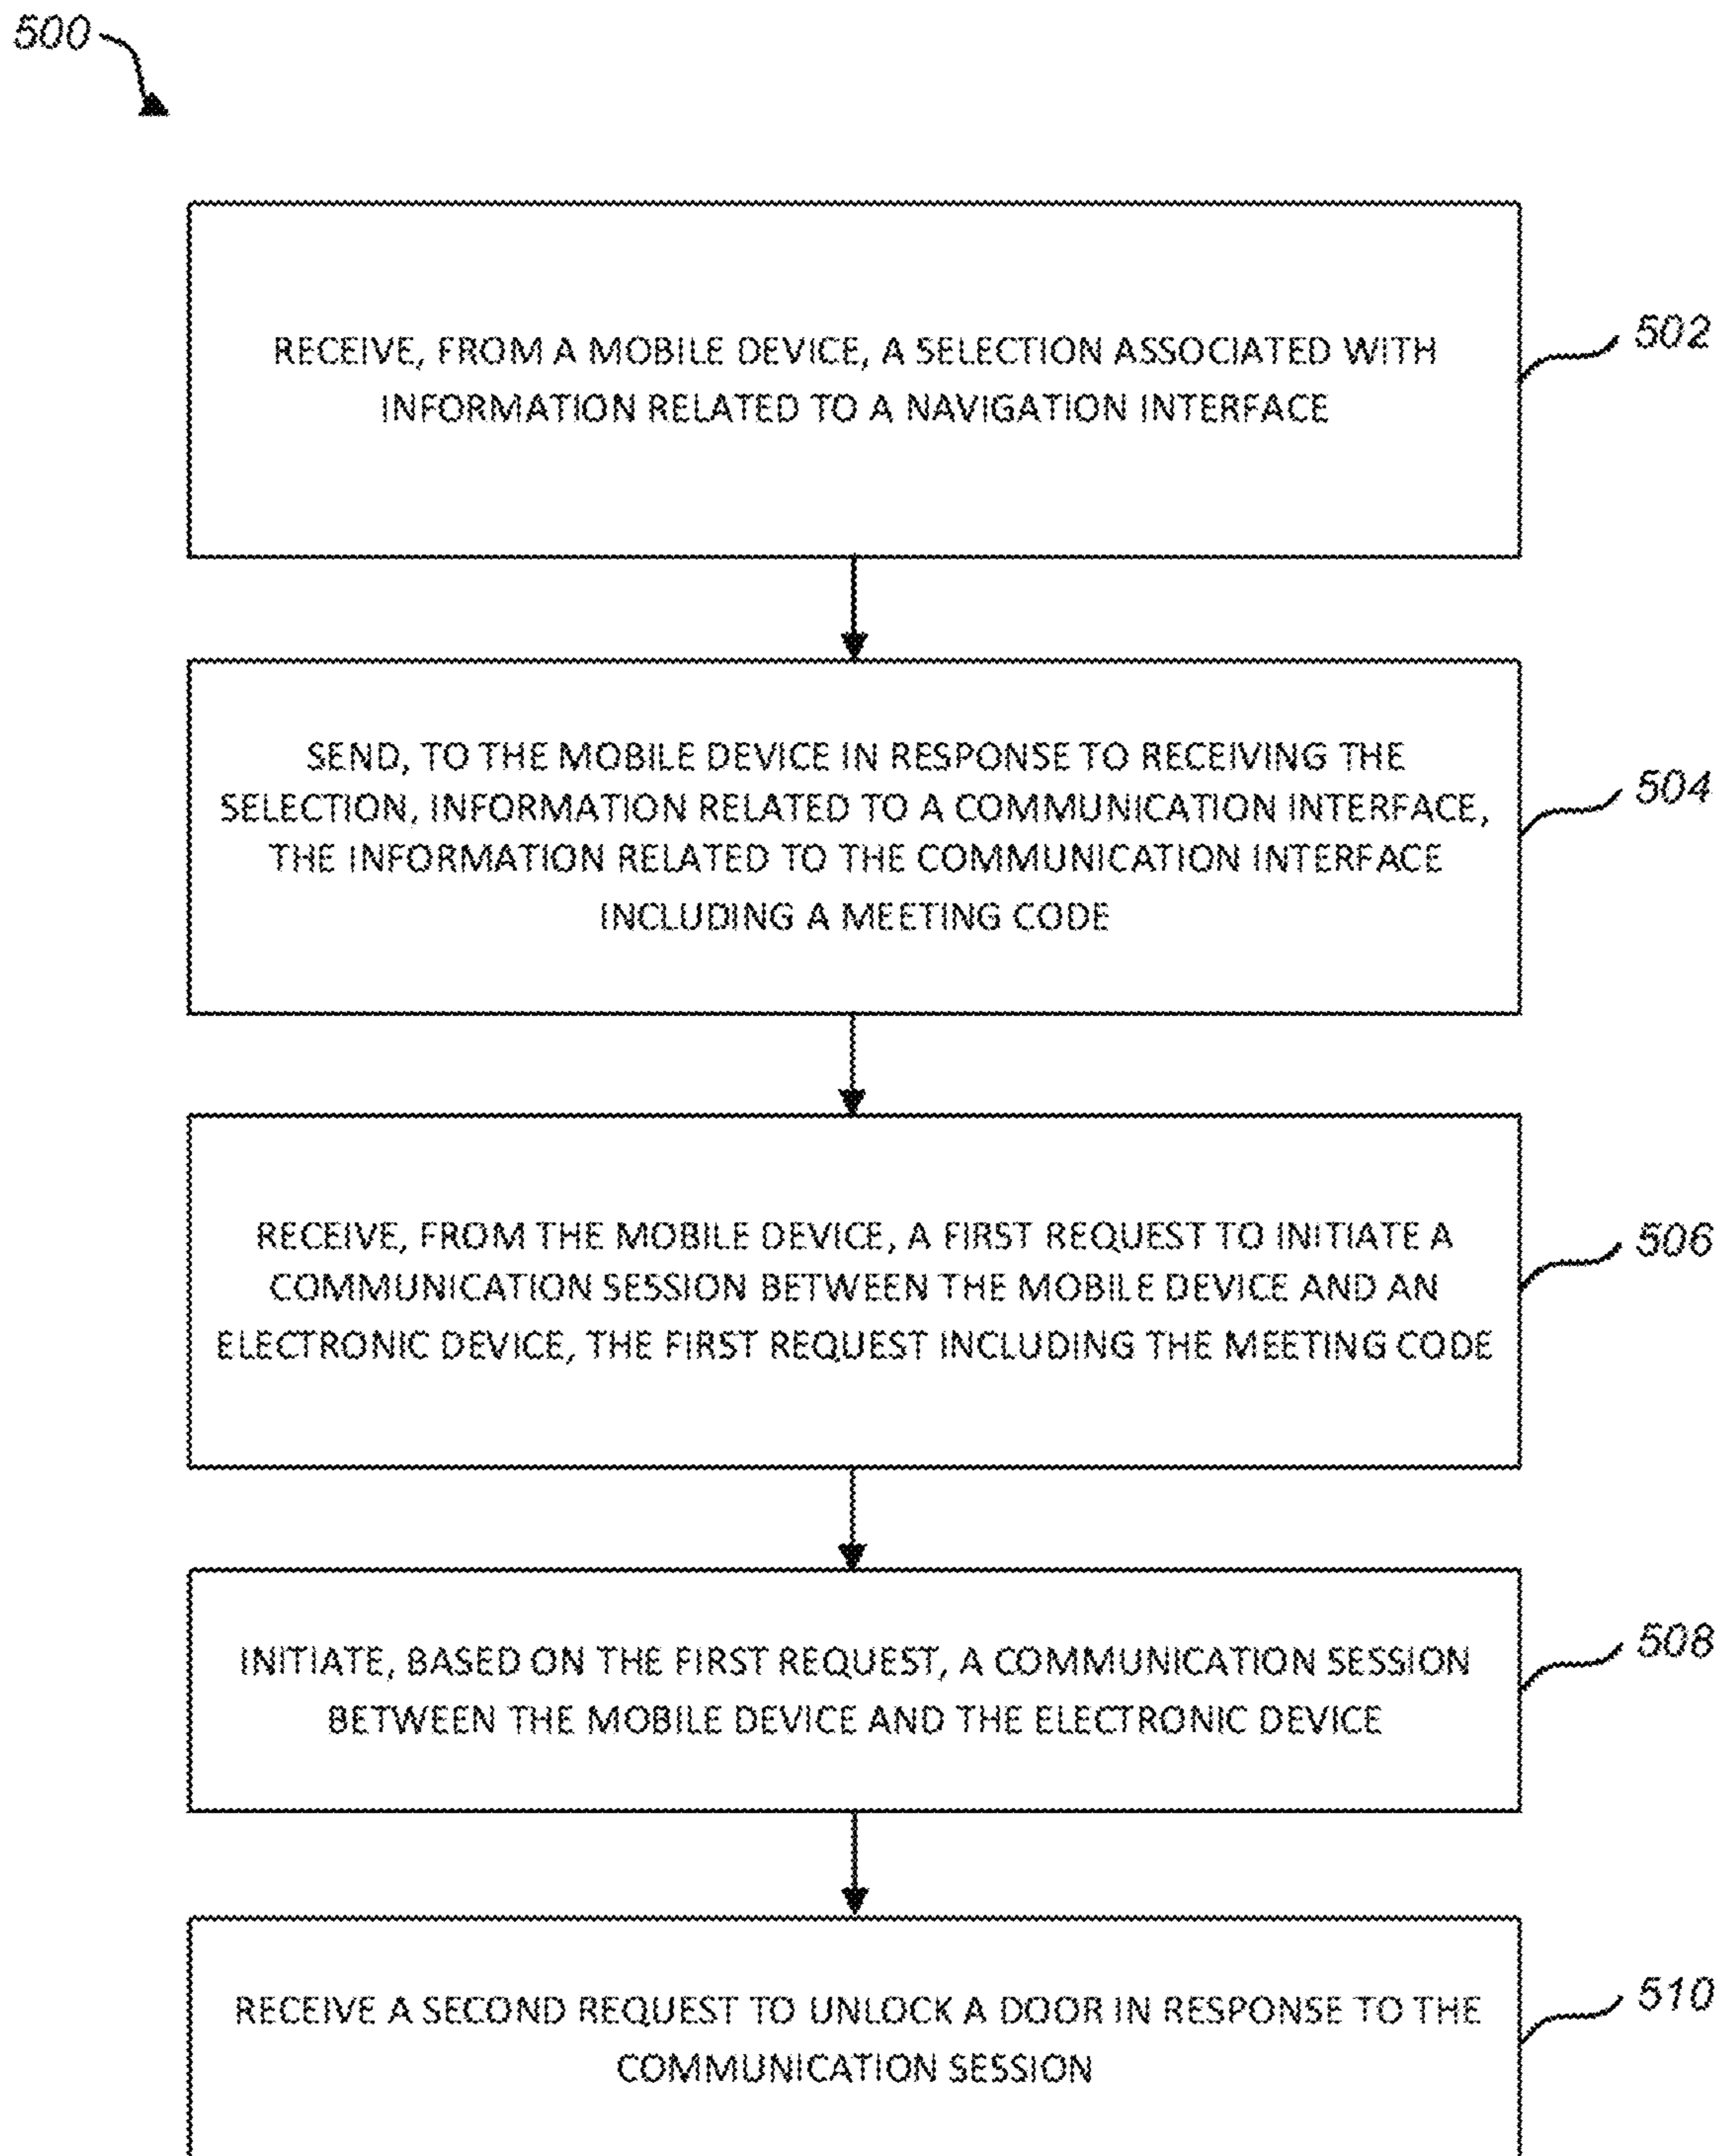 500
RECEIVE, FROM A MOBILE DEVICE, A SELECTION ASSOCIATED WITH
INFORMATION RELATED TO A NAVIGATION INTERFACE
502
SEND, TO THE MOBILE DEVICE IN RESPONSE TO RECEIVING THE
SELECTION, INFORMATION RELATED TO A COMMUNICATION INTERFACE,
THE INFORMATION RELATED TO THE COMMUNICATION INTERFACE
INCLUDING A MEETING CODE
504
RECEIVE, FROM THE MOBILE DEVICE, A FIRST REQUEST TO INITIATE A
COMMUNICATION SESSION BETWEEN THE MOBILE DEVICE AND AN
ELECTRONIC DEVICE, THE FIRST REQUEST INCLUDING THE MEETING CODE
506
INITIATE, BASED ON THE FIRST REQUEST, A COMMUNICATION SESSION
BETWEEN THE MOBILE DEVICE AND THE ELECTRONIC DEVICE
508
RECEIVE A SECOND REQUEST TO UNLOCK A DOOR IN RESPONSE TO THE
COMMUNICATION SESSION
510